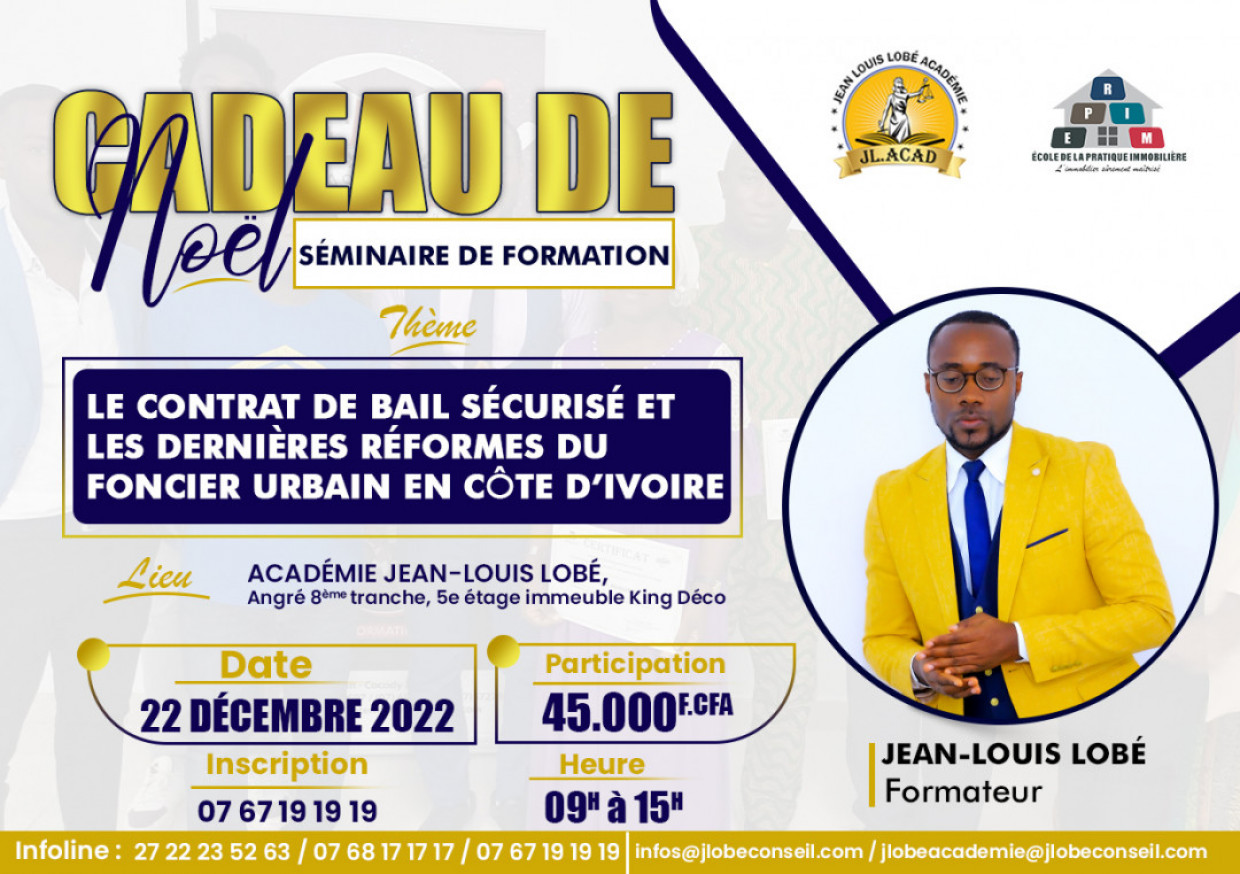 CADEAU DE
Noël
SÉMINAIRE DE FORMATION
Thème
LE CONTRAT DE BAIL SÉCURISÉ ET
LES DERNIÈRES RÉFORMES DU
FONCIER URBAIN EN CÔTE D'IVOIRE
Lieu
ACADÉMIE JEAN-LOUIS LOBÉ,
Angré 8ème tranche, 5e étage immeuble King Déco
Date
22 DÉCEMBRE 2022
Participation
45.000F.CFA
Inscription
07 67 19 19 19
Heure
09H à 15H
JEAN LOUIS LOBÉ ACADÉMIE
JL.ACAD
R
P I
E M
ÉCOLE DE LA PRATIQUE IMMOBILIÈRE
L'immobilier sûrement maîtrisé
JEAN-LOUIS LOBÉ
Formateur
CERTIFICAT
Infoline : 27 22 23 52 63 / 07 68 17 17 17 / 07 67 19 19 19
infos@jlobeconseil.com / jlobeacademie@jlobeconseil.com